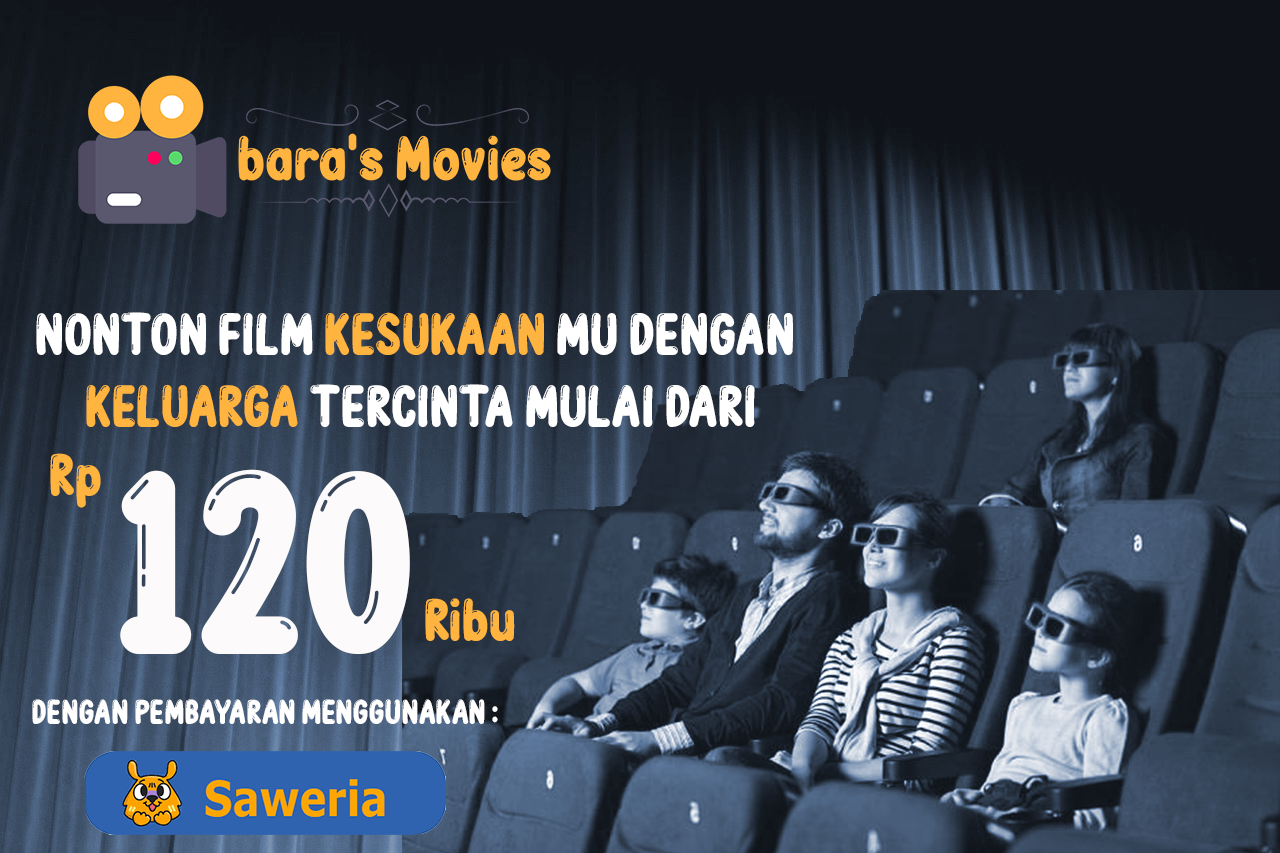 bara's Movies
NONTON FILM KESUKAAN MU DENGAN
KELUARGA TERCINTA MULAI DARI
Rp
120
Ribu
DENGAN PEMBAYARAN MENGGUNAKAN :
Saweria